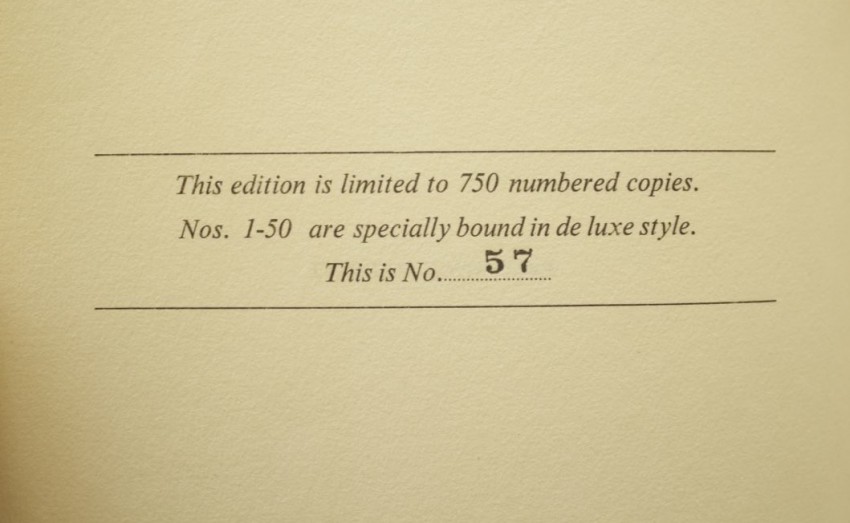 This edition is limited to 750 numbered copies.
Nos. 1-50 are specially bound in de luxe style.
This is No.......................57